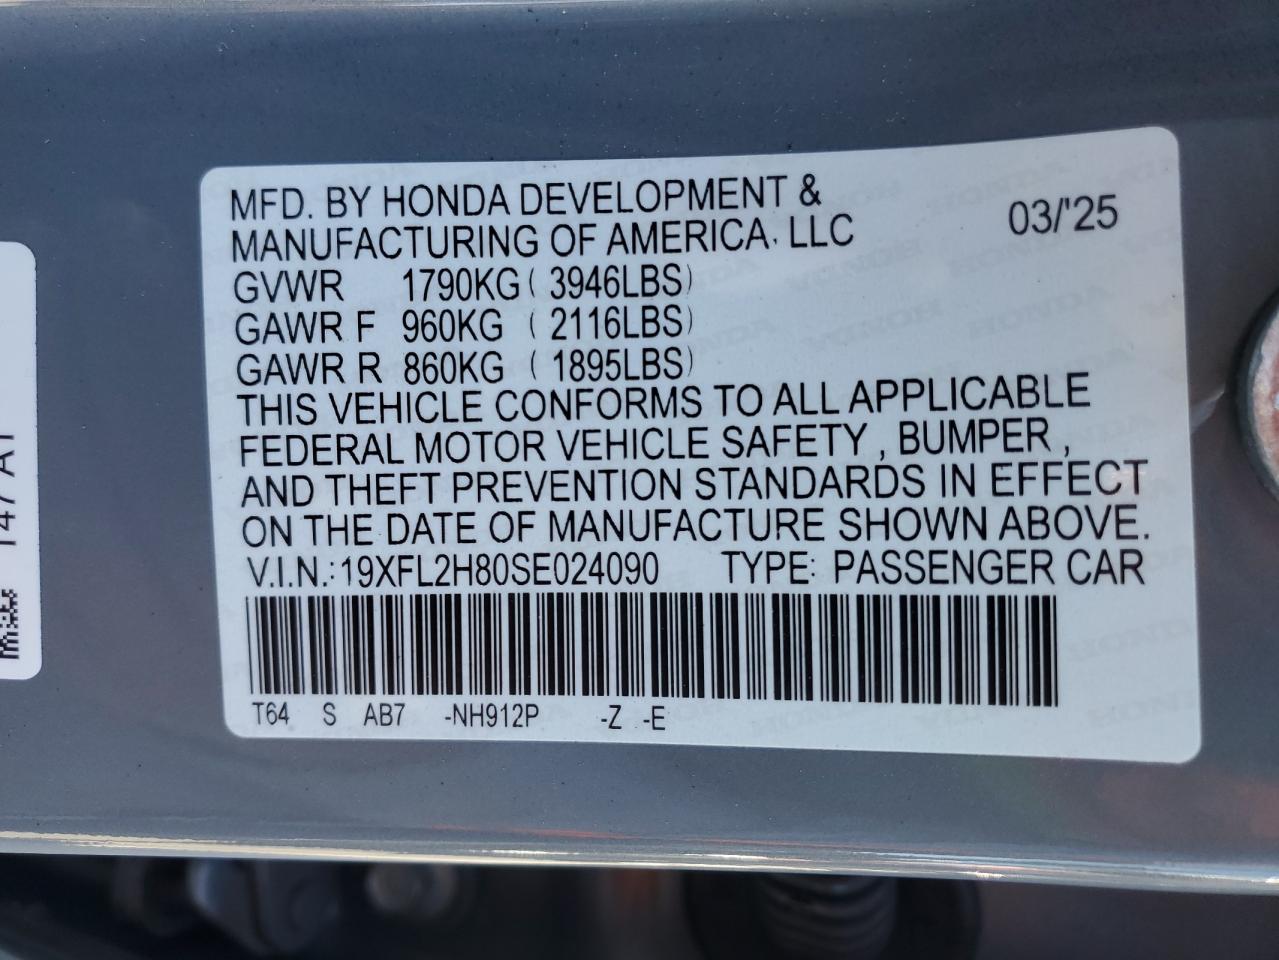 MFD. BY HONDA DEVELOPMENT &
MANUFACTURING OF AMERICA, LLC 03/'25
GVWR 1790KG ( 3946LBS)
GAWR F 960KG ( 2116LBS)
GAWR R 860KG ( 1895LBS)
THIS VEHICLE CONFORMS TO ALL APPLICABLE
FEDERAL MOTOR VEHICLE SAFETY , BUMPER ,
AND THEFT PREVENTION STANDARDS IN EFFECT
ON THE DATE OF MANUFACTURE SHOWN ABOVE.
V.I.N.: 19XFL2H80SE024090 TYPE: PASSENGER CAR
T64 S AB7 -NH912P -Z -E
147 A1